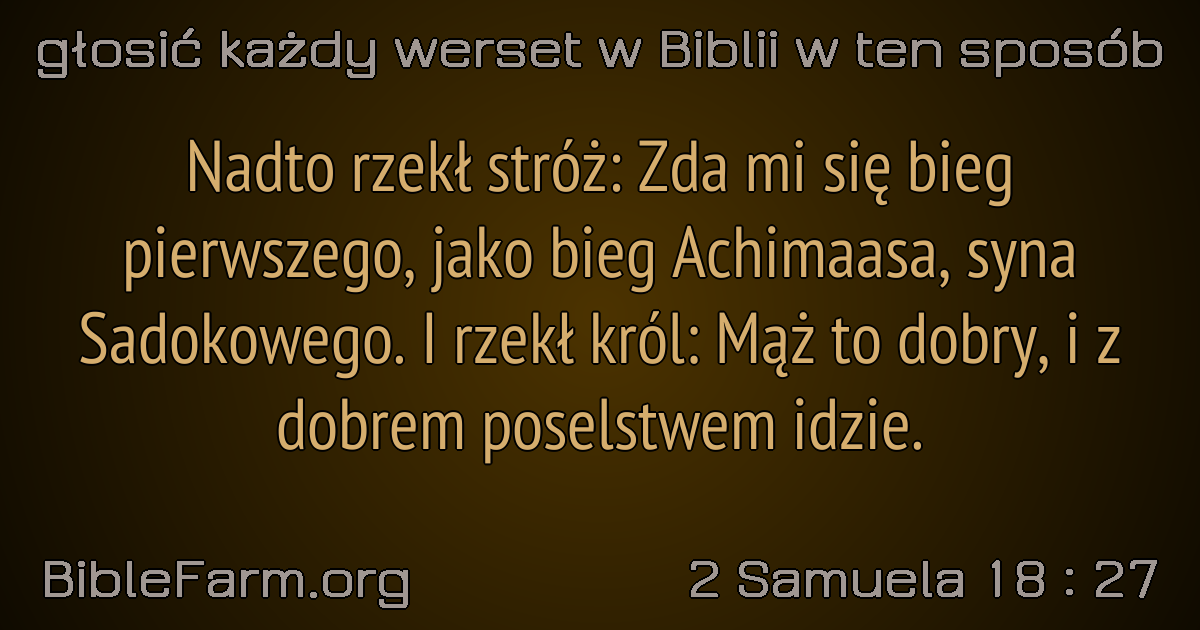 głosić każdy werset w Biblii w ten sposób
Nadto rzekł stróż: Zda mi się bieg
pierwszego, jako bieg Achimaasa, syna
Sadokowego. I rzekł król: Mąż to dobry, i z
dobrem poselstwem idzie.
BibleFarm.org
2 Samuela 18 : 27